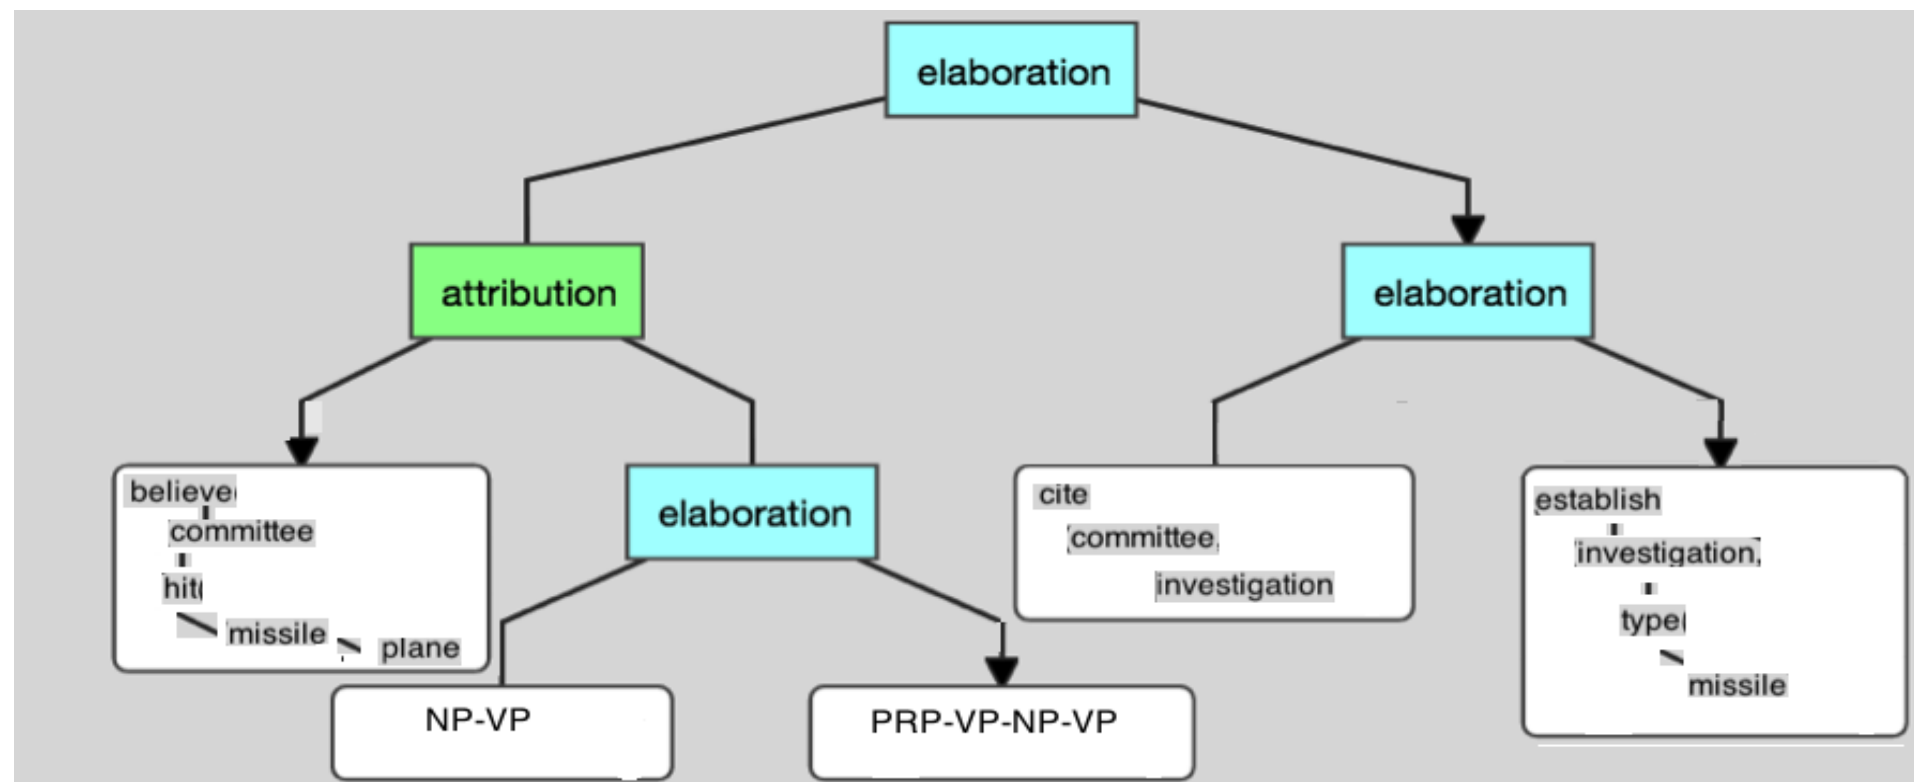 elaboration
attribution
elaboration
believe(
committee
hit(
missile
plane
elaboration
cite
(committee,
investigation
establish
investigation,
type(
missile
NP-VP
PRP-VP-NP-VP